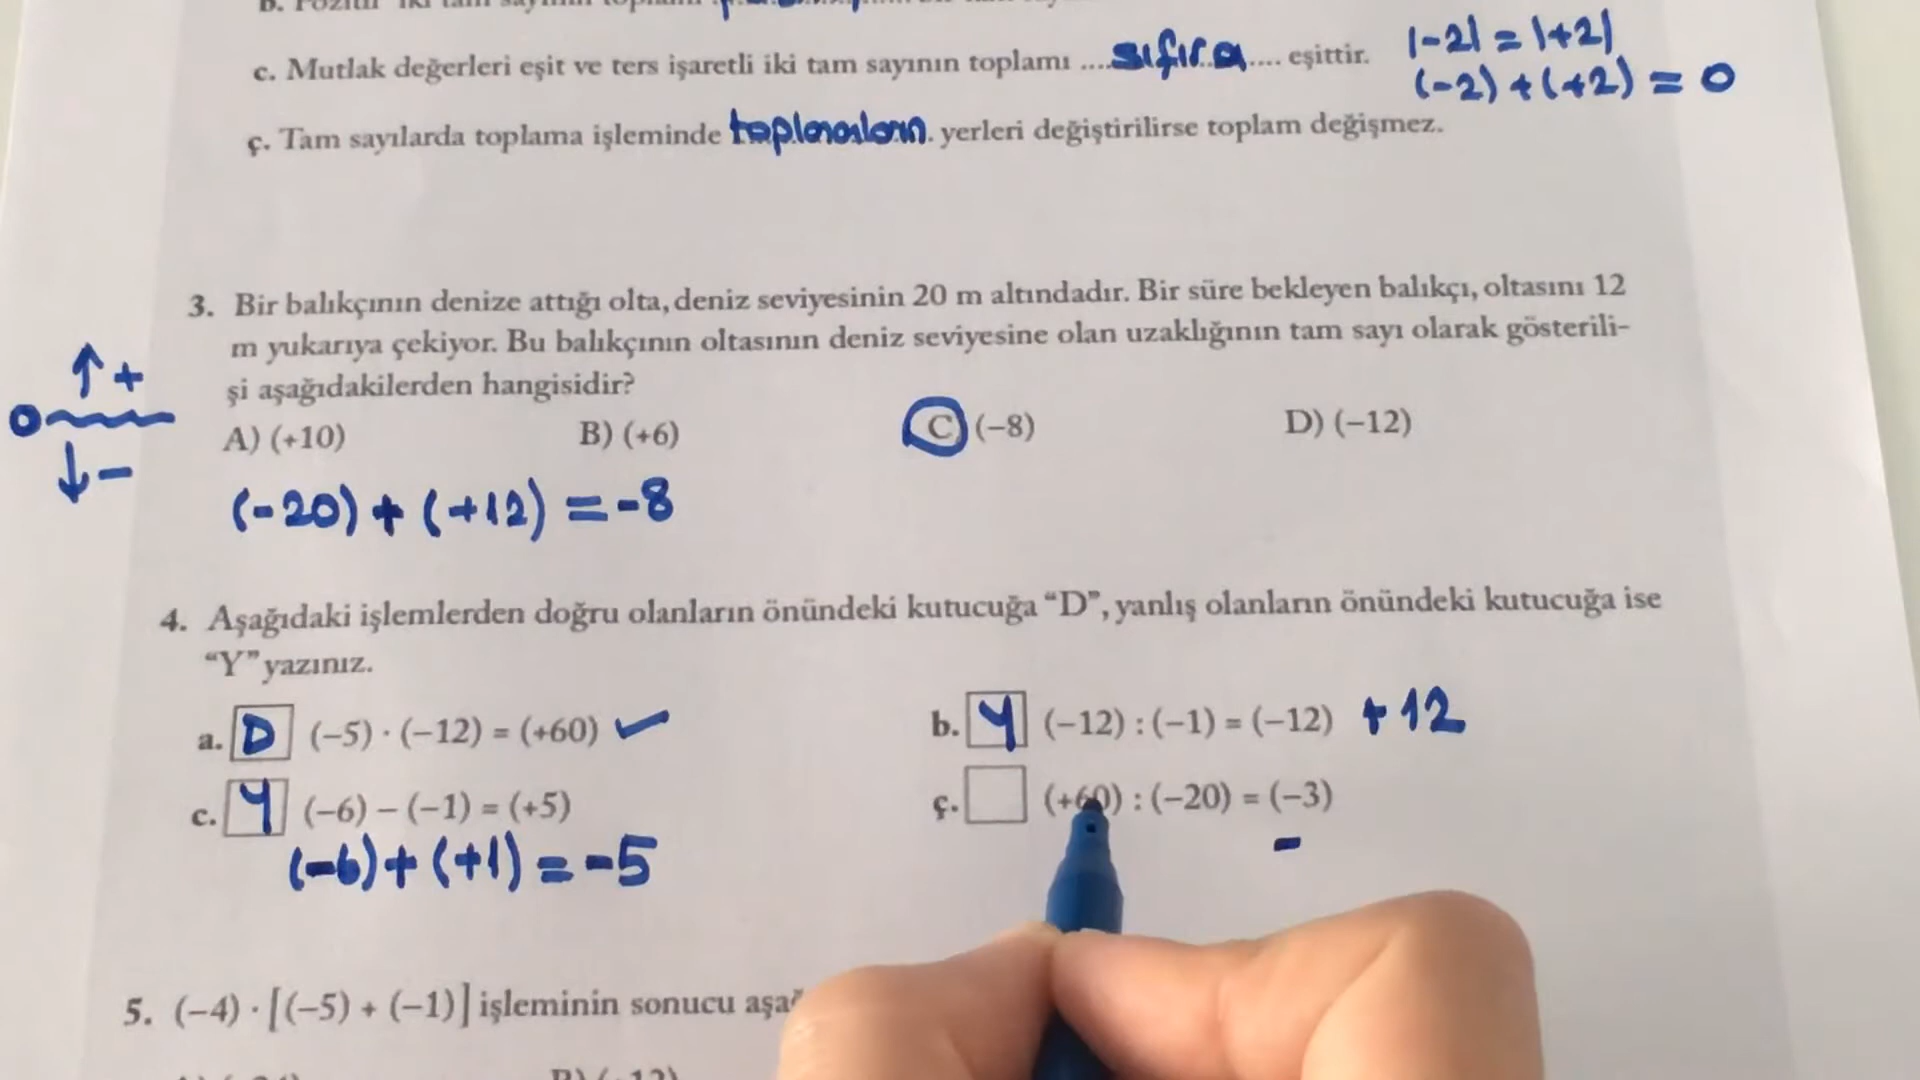 c. Mutlak değerleri eşit ve ters işaretli iki tam sayının toplamı ....sıfıra.... eşittir. |-2| = |+2|
(-2) + (+2) = 0
ç. Tam sayılarda toplama işleminde toplananların. yerleri değiştirilirse toplam değişmez.
3. Bir balıkçının denize attığı olta, deniz seviyesinin 20 m altındadır. Bir süre bekleyen balıkçı, oltasını 12
m yukarıya çekiyor. Bu balıkçının oltasının deniz seviyesine olan uzaklığının tam sayı olarak gösterili-
şi aşağıdakilerden hangisidir?
↑ +
0
↓ -
A) (+10) B) (+6) C) (–8) D) (–12)
(-20) + (+12) = -8
4. Aşağıdaki işlemlerden doğru olanların önündeki kutucuğa “D”, yanlış olanların önündeki kutucuğa ise
“Y” yazınız.
a. D (–5) · (–12) = (+60) ✓ b. Y (–12) : (–1) = (–12) +12
c. Y (–6) – (–1) = (+5) ç. (+60) : (–20) = (–3)
(-6) + (+1) = -5 -
5. (–4) · [(–5) + (–1)] işleminin sonucu